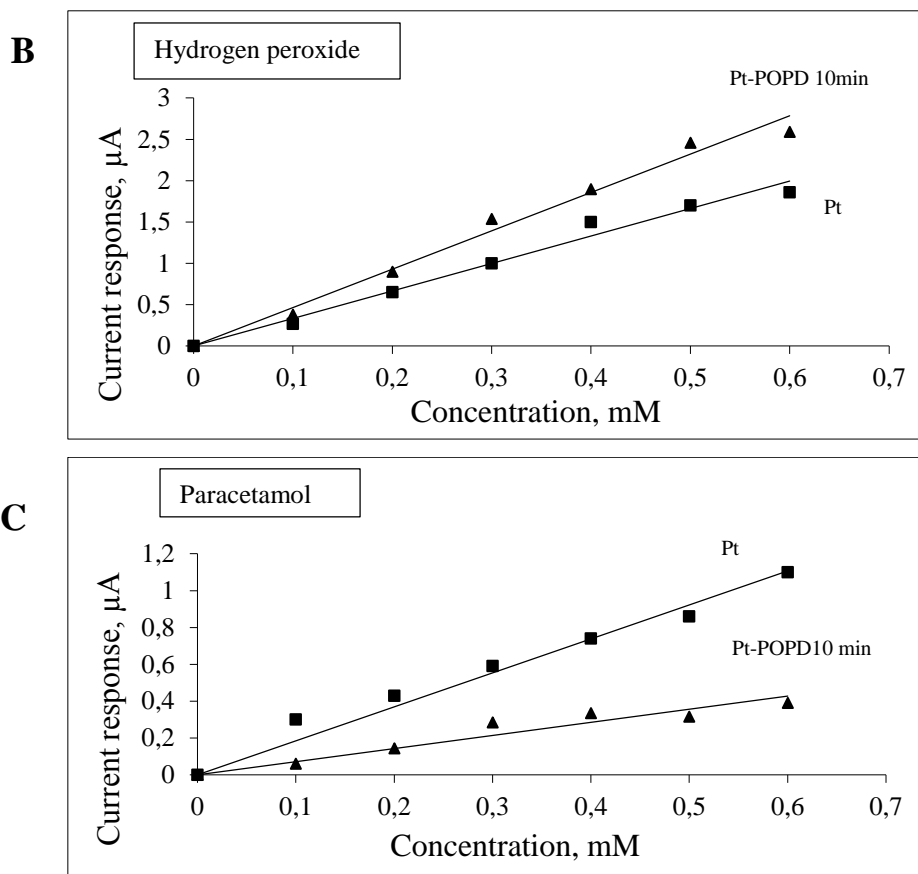 B
Hydrogen peroxide
Pt-POPD 10min
Pt
Current response, µA
3
2,5
2
1,5
1
0,5
0
0 0,1 0,2 0,3 0,4 0,5 0,6 0,7
Concentration, mM
C
Paracetamol
Pt
Pt-POPD10 min
Current response, µA
1,2
1
0,8
0,6
0,4
0,2
0
0 0,1 0,2 0,3 0,4 0,5 0,6 0,7
Concentration, mM